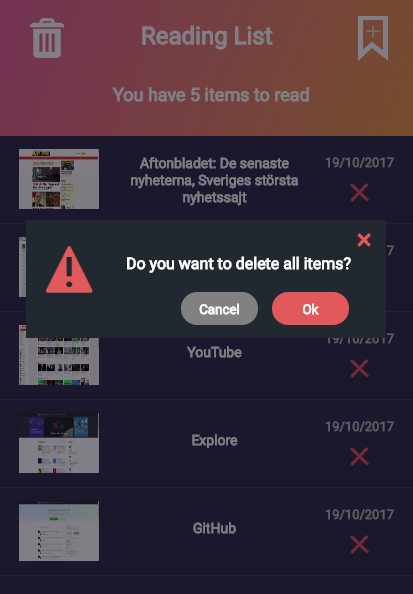 Reading List
You have 5 items to read
Aftonbladet: De senaste
nyheterna, Sveriges största
nyhetssajt
19/10/2017
Do you want to delete all items?
Cancel
Ok
YouTube
19/10/2017
Explore
19/10/2017
GitHub
19/10/2017